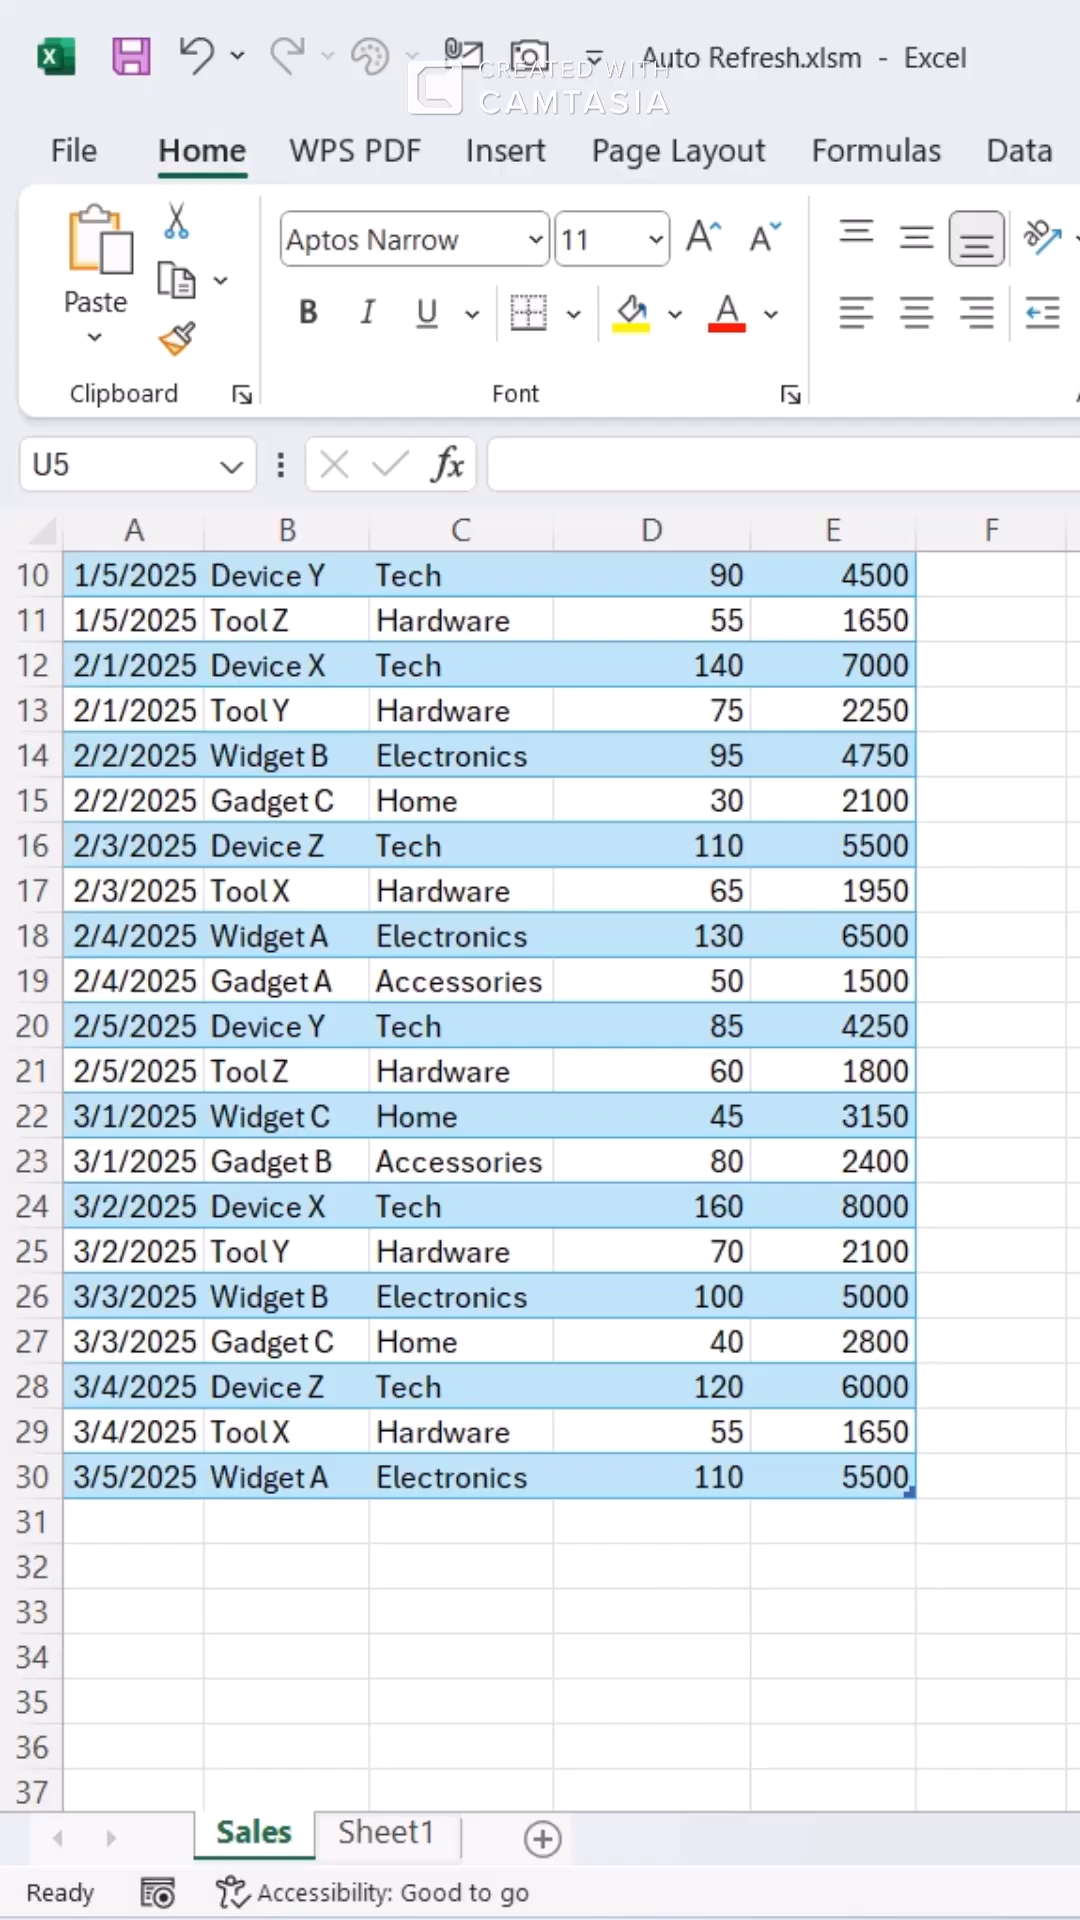 Auto Refresh.xlsm - Excel
CREATED WITH
CAMTASIA
File Home WPS PDF Insert Page Layout Formulas Data
Paste
Aptos Narrow 11
B I U A
Clipboard Font
U5 fx
A B C D E F
10 1/5/2025 Device Y Tech 90 4500
11 1/5/2025 Tool Z Hardware 55 1650
12 2/1/2025 Device X Tech 140 7000
13 2/1/2025 Tool Y Hardware 75 2250
14 2/2/2025 Widget B Electronics 95 4750
15 2/2/2025 Gadget C Home 30 2100
16 2/3/2025 Device Z Tech 110 5500
17 2/3/2025 Tool X Hardware 65 1950
18 2/4/2025 Widget A Electronics 130 6500
19 2/4/2025 Gadget A Accessories 50 1500
20 2/5/2025 Device Y Tech 85 4250
21 2/5/2025 Tool Z Hardware 60 1800
22 3/1/2025 Widget C Home 45 3150
23 3/1/2025 Gadget B Accessories 80 2400
24 3/2/2025 Device X Tech 160 8000
25 3/2/2025 Tool Y Hardware 70 2100
26 3/3/2025 Widget B Electronics 100 5000
27 3/3/2025 Gadget C Home 40 2800
28 3/4/2025 Device Z Tech 120 6000
29 3/4/2025 Tool X Hardware 55 1650
30 3/5/2025 Widget A Electronics 110 5500
31
32
33
34
35
36
37
Sales Sheet1
Ready Accessibility: Good to go